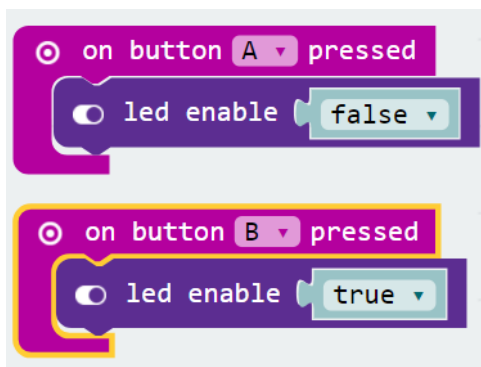 on button A pressed
led enable false
on button B pressed
led enable true